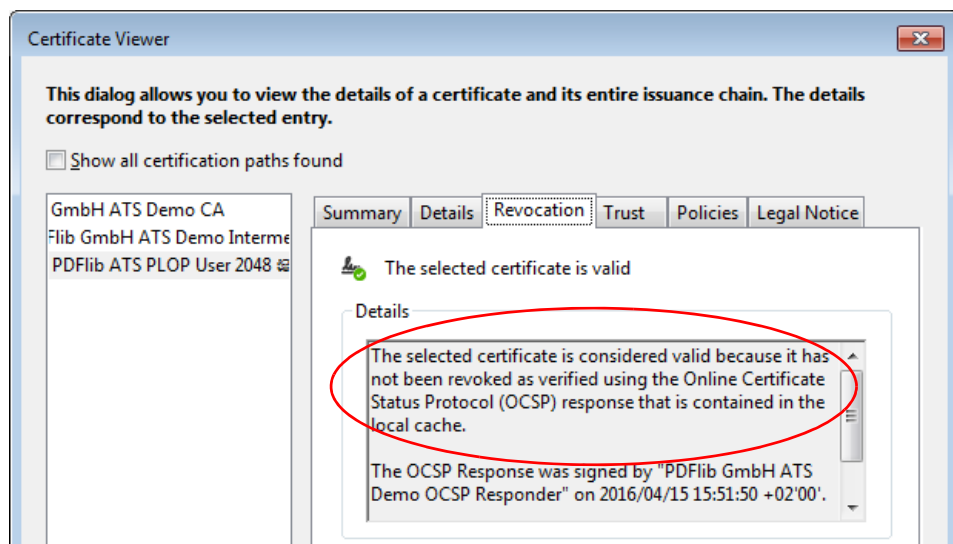 Certificate Viewer
This dialog allows you to view the details of a certificate and its entire issuance chain. The details
correspond to the selected entry.
Show all certification paths found
GmbH ATS Demo CA
Flib GmbH ATS Demo Interme
PDFlib ATS PLOP User 2048
Summary Details Revocation Trust Policies Legal Notice
The selected certificate is valid
Details
The selected certificate is considered valid because it has
not been revoked as verified using the Online Certificate
Status Protocol (OCSP) response that is contained in the
local cache.
The OCSP Response was signed by "PDFlib GmbH ATS
Demo OCSP Responder" on 2016/04/15 15:51:50 +02'00'.